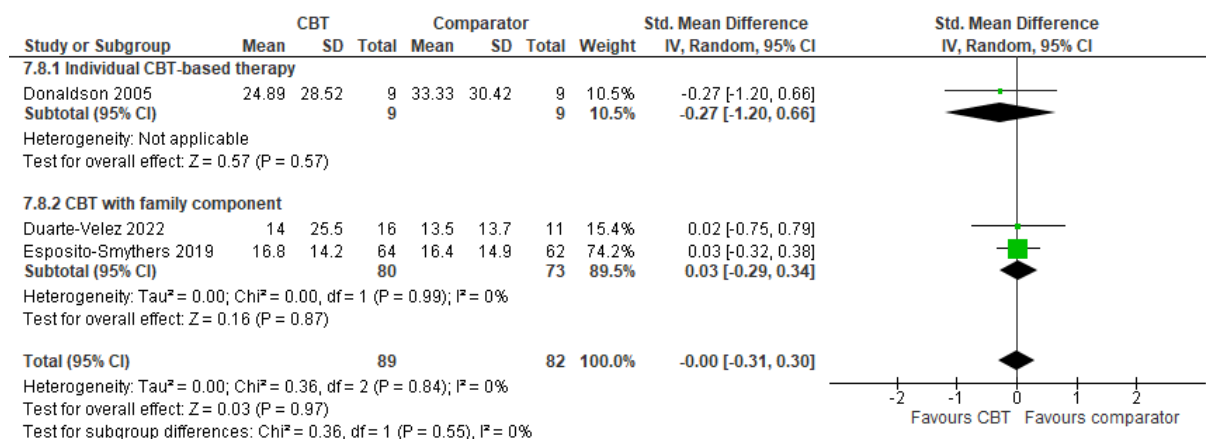 CBT Comparator Std. Mean Difference Std. Mean Difference
Study or Subgroup Mean SD Total Mean SD Total Weight IV, Random, 95% CI IV, Random, 95% CI
7.8.1 Individual CBT-based therapy
Donaldson 2005 24.89 28.52 9 33.33 30.42 9 10.5% -0.27 [-1.20, 0.66]
Subtotal (95% CI) 9 9 10.5% -0.27 [-1.20, 0.66]
Heterogeneity: Not applicable
Test for overall effect: Z = 0.57 (P = 0.57)
7.8.2 CBT with family component
Duarte-Velez 2022 14 25.5 16 13.5 13.7 11 15.4% 0.02 [-0.75, 0.79]
Esposito-Smythers 2019 16.8 14.2 64 16.4 14.9 62 74.2% 0.03 [-0.32, 0.38]
Subtotal (95% CI) 80 73 89.5% 0.03 [-0.29, 0.34]
Heterogeneity: Tau² = 0.00; Chi² = 0.00, df = 1 (P = 0.99); I² = 0%
Test for overall effect: Z = 0.16 (P = 0.87)
Total (95% CI) 89 82 100.0% -0.00 [-0.31, 0.30]
Heterogeneity: Tau² = 0.00; Chi² = 0.36, df = 2 (P = 0.84); I² = 0%
Test for overall effect: Z = 0.03 (P = 0.97)
Test for subgroup differences: Chi² = 0.36, df = 1 (P = 0.55), I² = 0%
-2 -1 0 1 2
Favours CBT Favours comparator